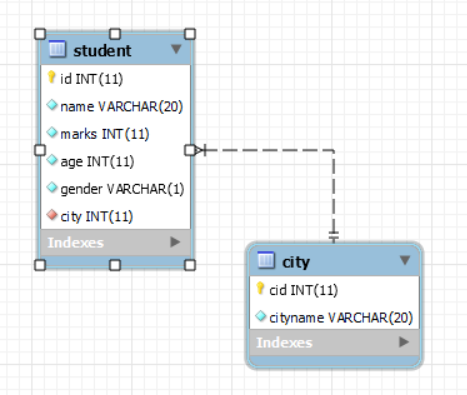 student
id INT(11)
name VARCHAR(20)
marks INT(11)
age INT(11)
gender VARCHAR(1)
city INT(11)
Indexes
city
cid INT(11)
cityname VARCHAR(20)
Indexes